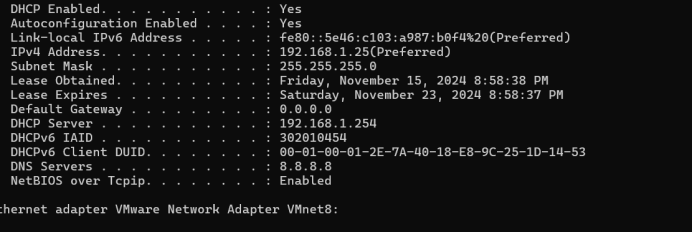 DHCP Enabled. . . . . . . . . . . : Yes
Autoconfiguration Enabled . . . . : Yes
Link-local IPv6 Address . . . . . : fe80::5e46:c103:a987:b0f4%20(Preferred)
IPv4 Address. . . . . . . . . . . : 192.168.1.25(Preferred)
Subnet Mask . . . . . . . . . . . : 255.255.255.0
Lease Obtained. . . . . . . . . . : Friday, November 15, 2024 8:58:38 PM
Lease Expires . . . . . . . . . . : Saturday, November 23, 2024 8:58:37 PM
Default Gateway . . . . . . . . . : 0.0.0.0
DHCP Server . . . . . . . . . . . : 192.168.1.254
DHCPv6 IAID . . . . . . . . . . . : 302010454
DHCPv6 Client DUID. . . . . . . . : 00-01-00-01-2E-7A-40-18-E8-9C-25-1D-14-53
DNS Servers . . . . . . . . . . . : 8.8.8.8
NetBIOS over Tcpip. . . . . . . . : Enabled
thernet adapter VMware Network Adapter VMnet8: